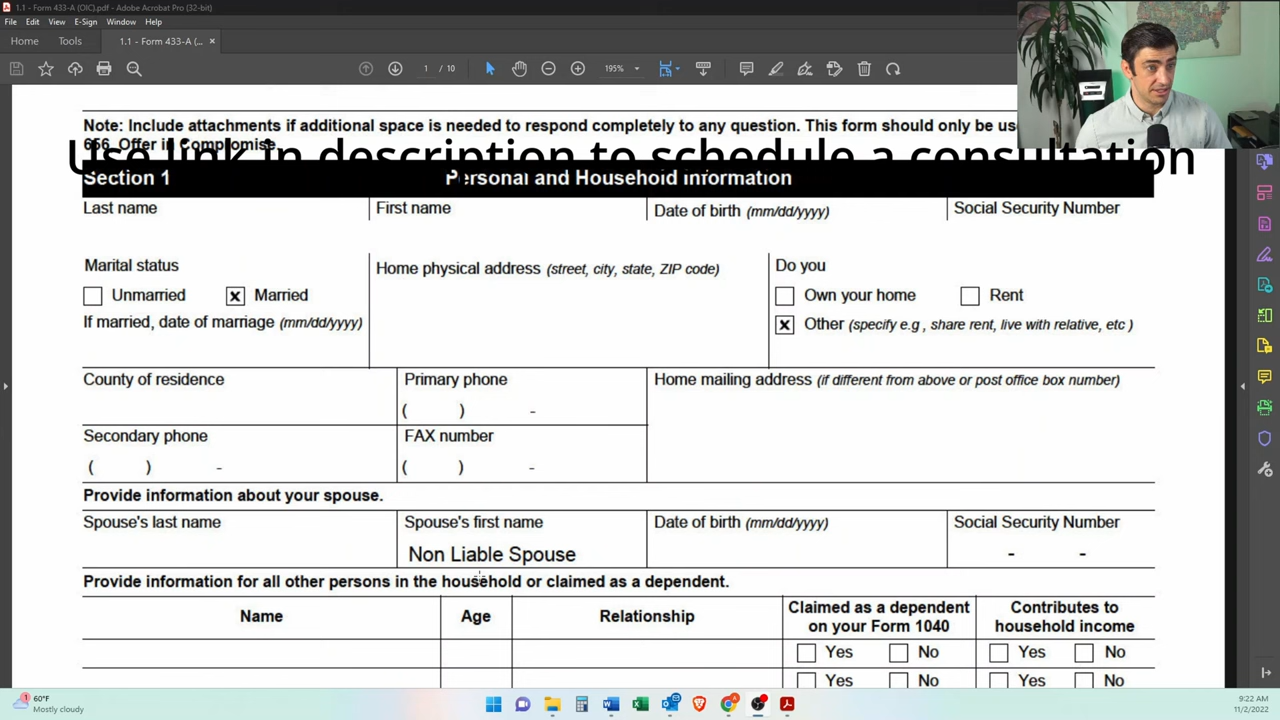 1.1 - Form 433-A (OIC).pdf - Adobe Acrobat Pro (32-bit)
File Edit View E-Sign Window Help
Home Tools 1.1 - Form 433-A (... ×
1 10 195%
Note: Include attachments if additional space is needed to respond completely to any question. This form should only be us
656, Offer in Compromise.
Use link in description to schedule a consultation
Section 1 Personal and Household Information
Last name First name Date of birth (mm/dd/yyyy) Social Security Number
Marital status Home physical address (street, city, state, ZIP code) Do you
Unmarried x Married Own your home Rent
If married, date of marriage (mm/dd/yyyy) x Other (specify e.g , share rent, live with relative, etc )
County of residence Primary phone Home mailing address (if different from above or post office box number)
( ) -
Secondary phone FAX number
( ) - ( ) -
Provide information about your spouse.
Spouse's last name Spouse's first name Date of birth (mm/dd/yyyy) Social Security Number
Non Liable Spouse - -
Provide information for all other persons in the household or claimed as a dependent.
Name Age Relationship Claimed as a dependent on your Form 1040 Contributes to household income
Yes No Yes No
Yes No Yes No
1 60°F
Mostly cloudy
9:22 AM
11/2/2022